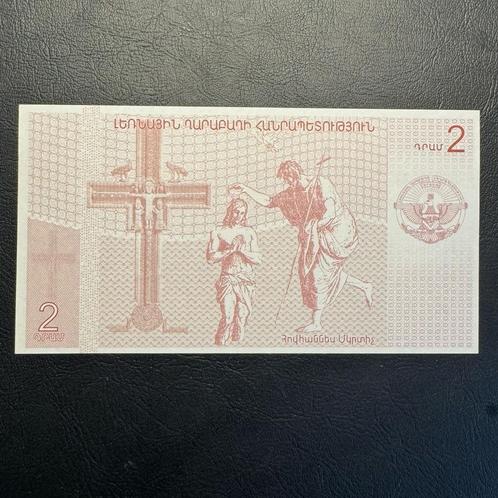 ԼԵՌՆԱՅԻՆ ՂԱՐԱԲԱՂԻ ՀԱՆՐԱՊԵՏՈՒԹՅՈՒՆ
ԴՐԱՄ 2
2
ԴՐԱՄ
Հովհաննես Մկրտիչ